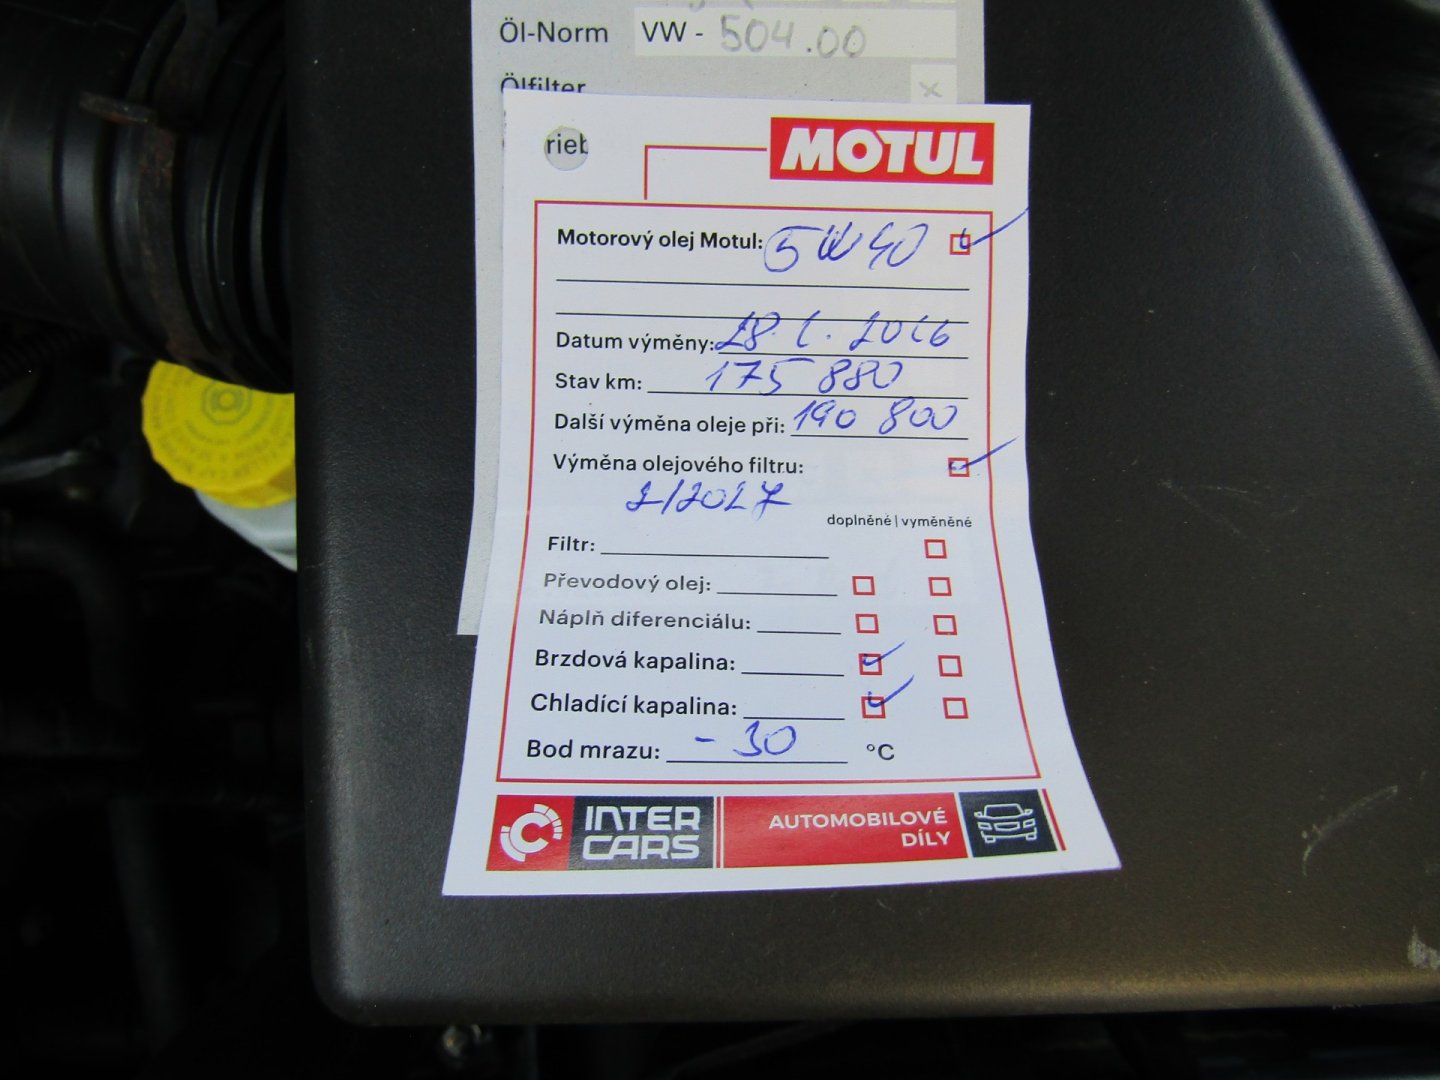 Öl-Norm VW - 504.00
Ölfilter x
rieb
MOTUL
Motorový olej Motul: 5W40
Datum výměny: 28. 1. 2026
Stav km: 175 880
Další výměna oleje při: 190 800
Výměna olejového filtru:
2/2027
doplněné | vyměněné
Filtr:
Převodový olej:
Náplň diferenciálu:
Brzdová kapalina:
Chladící kapalina:
Bod mrazu: - 30 °C
INTER CARS
AUTOMOBILOVÉ
DÍLY